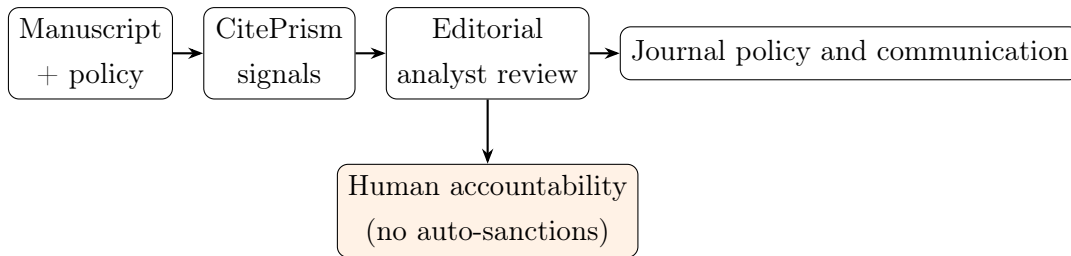 Manuscript
+ policy
CitePrism
signals
Editorial
analyst review
Journal policy and communication
Human accountability
(no auto-sanctions)